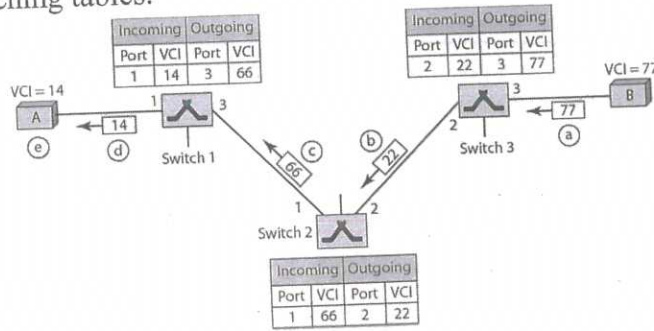 ching tables.
Incoming Outgoing
Port VCI Port VCI
1 14 3 66
Incoming Outgoing
Port VCI Port VCI
2 22 3 77
VCI = 14
A
1
3
14
e
d
Switch 1
c
66
b
22
2
3
Switch 3
VCI = 77
B
77
a
1
2
Switch 2
Incoming Outgoing
Port VCI Port VCI
1 66 2 22